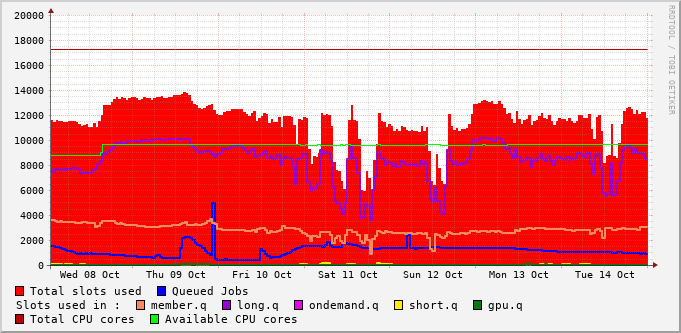 RRDTOOL / TOBI OETIKER
20000
18000
16000
14000
12000
10000
8000
6000
4000
2000
0
Wed 08 Oct Thu 09 Oct Fri 10 Oct Sat 11 Oct Sun 12 Oct Mon 13 Oct Tue 14 Oct
Total slots used Queued Jobs
Slots used in : member.q long.q ondemand.q short.q gpu.q
Total CPU cores Available CPU cores